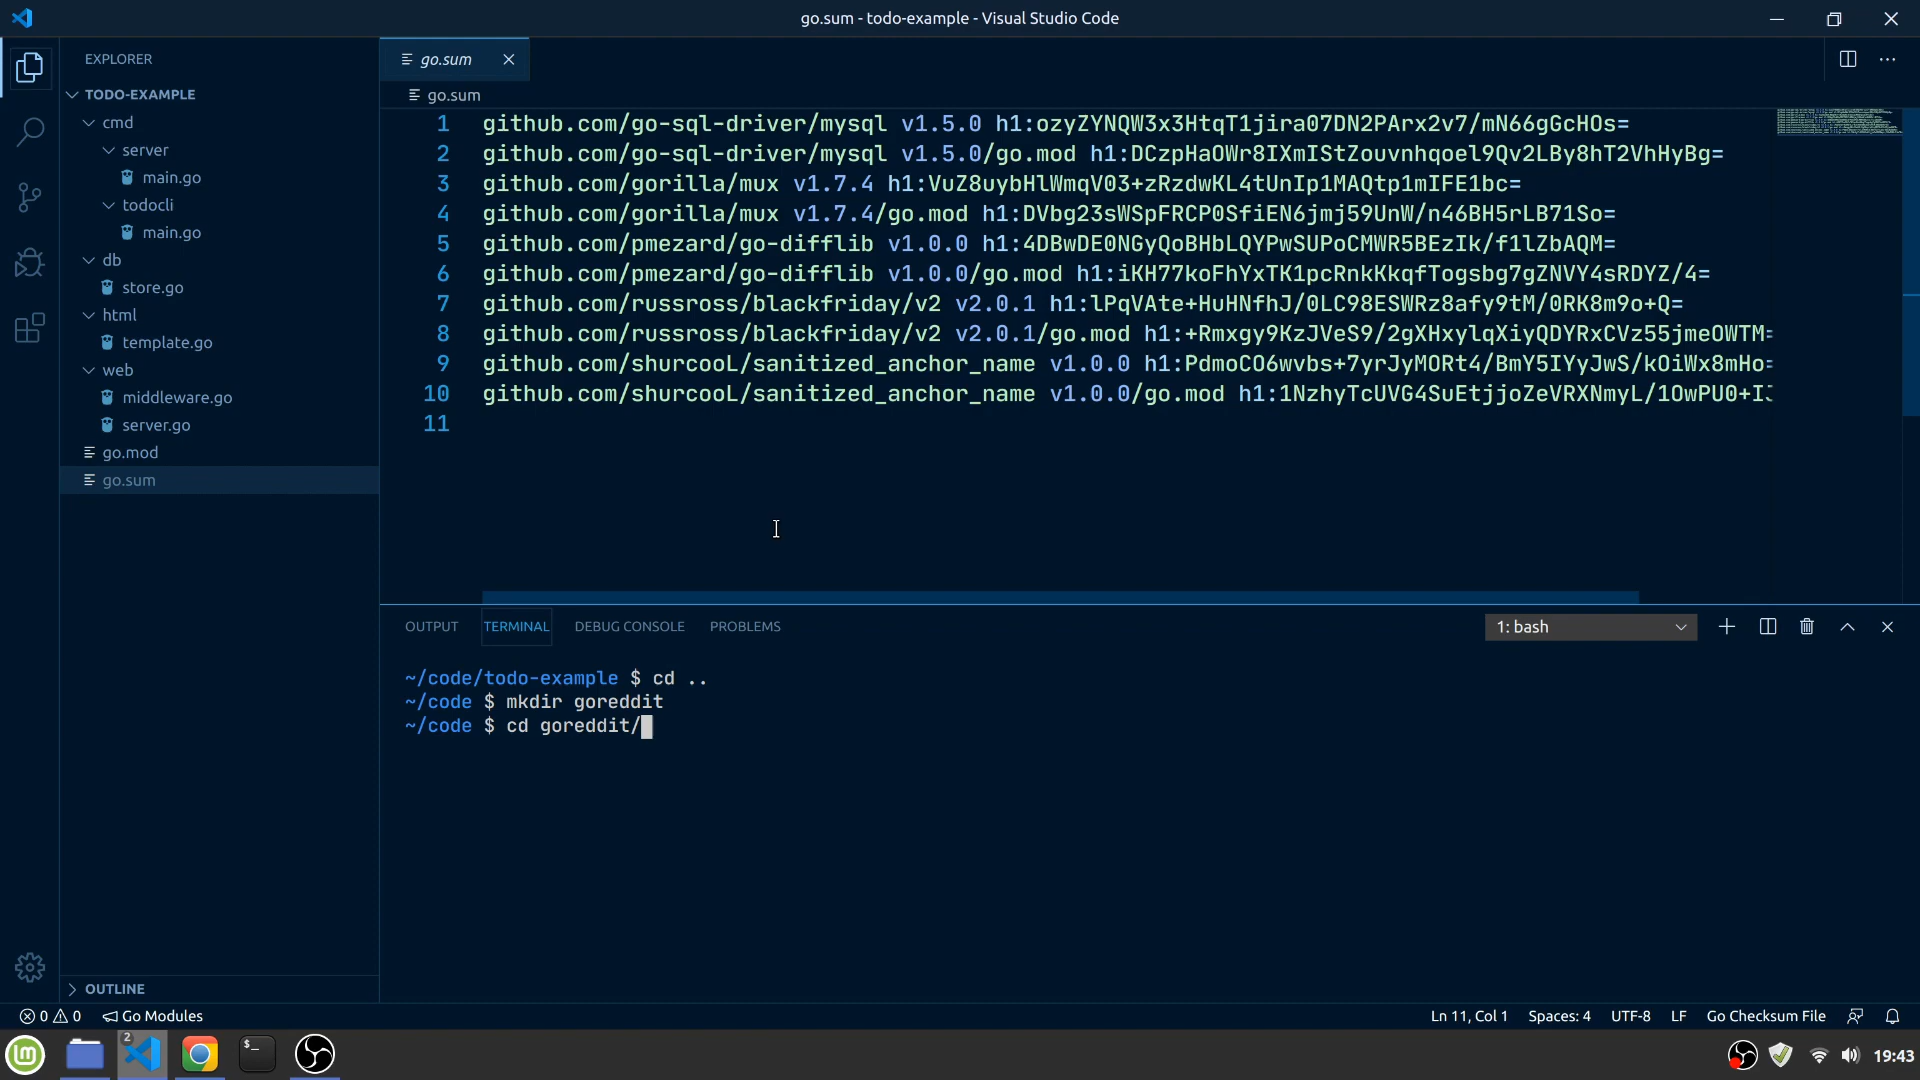 go.sum - todo-example - Visual Studio Code
EXPLORER
TODO-EXAMPLE
cmd
server
main.go
todocli
main.go
db
store.go
html
template.go
web
middleware.go
server.go
go.mod
go.sum
OUTLINE
go.sum
go.sum
1 github.com/go-sql-driver/mysql v1.5.0 h1:ozyZYNQW3x3HtqT1jira07DN2PArx2v7/mN66gGcHOs=
2 github.com/go-sql-driver/mysql v1.5.0/go.mod h1:DCzpHaOWr8IXmIStZouvnhqoel9Qv2LBy8hT2VhHyBg=
3 github.com/gorilla/mux v1.7.4 h1:VuZ8uybHlWmqV03+zRzdwKL4tUnIp1MAQtp1mIFE1bc=
4 github.com/gorilla/mux v1.7.4/go.mod h1:DVbg23sWSpFRCP0SfiEN6jmj59UnW/n46BH5rLB71So=
5 github.com/pmezard/go-difflib v1.0.0 h1:4DBwDE0NGyQoBHbLQYPwSUPoCMWR5BEzIk/f1lZbAQM=
6 github.com/pmezard/go-difflib v1.0.0/go.mod h1:iKH77koFhYxTK1pcRnkKkqfTogsbg7gZNVY4sRDYZ/4=
7 github.com/russross/blackfriday/v2 v2.0.1 h1:lPqVAte+HuHNfhJ/0LC98ESWRz8afy9tM/0RK8m9o+Q=
8 github.com/russross/blackfriday/v2 v2.0.1/go.mod h1:+Rmxgy9KzJVeS9/2gXHxylqXiyQDYRxCVz55jmeOWTM=
9 github.com/shurcooL/sanitized_anchor_name v1.0.0 h1:PdmoCO6wvbs+7yrJyMORt4/BmY5IYyJwS/kOiWx8mHo=
10 github.com/shurcooL/sanitized_anchor_name v1.0.0/go.mod h1:1NzhyTcUVG4SuEtjjoZeVRXNmyL/1OwPU0+IJ
11
OUTPUT TERMINAL DEBUG CONSOLE PROBLEMS 1: bash
~/code/todo-example $ cd ..
~/code $ mkdir goreddit
~/code $ cd goreddit/
0 0 Go Modules Ln 11, Col 1 Spaces: 4 UTF-8 LF Go Checksum File
2
$_
19:43